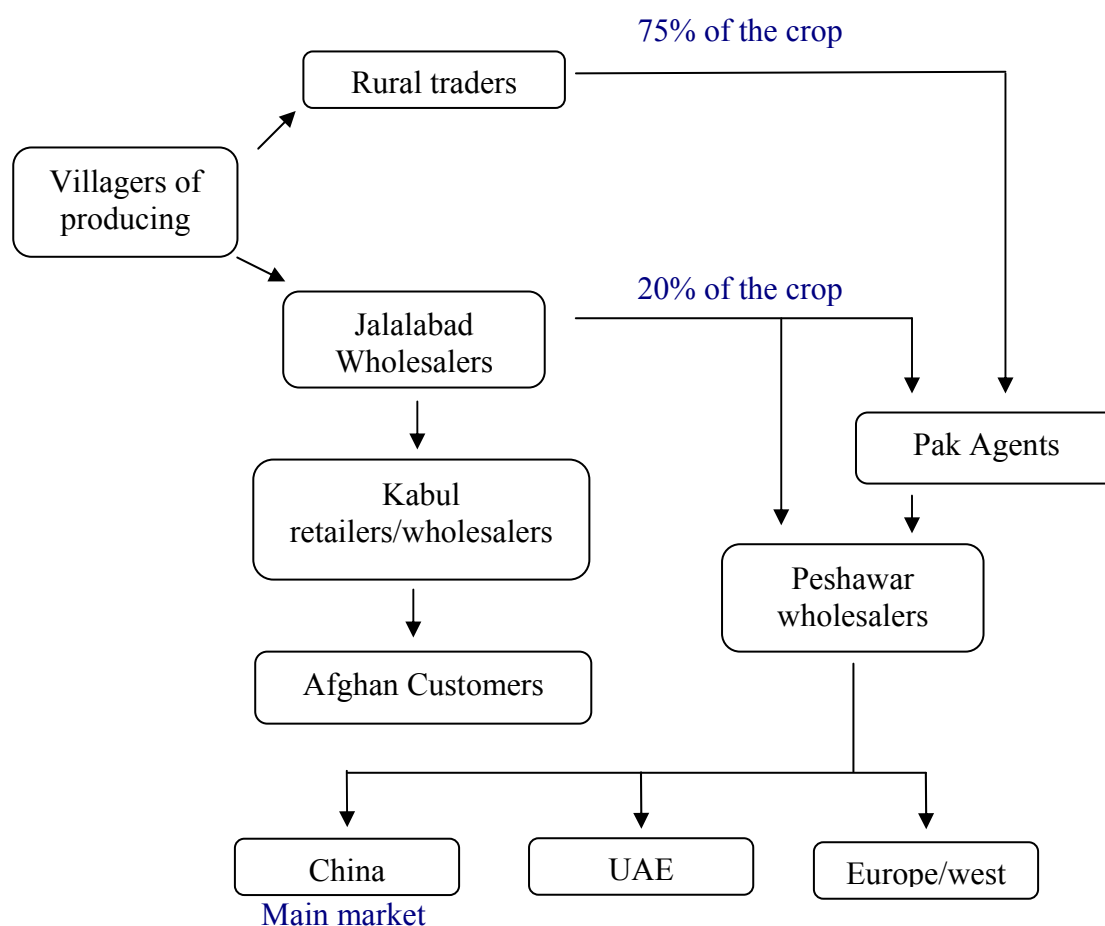 75% of the crop
Rural traders
Villagers of
producing
20% of the crop
Jalalabad
Wholesalers
Pak Agents
Kabul
retailers/wholesalers
Peshawar
wholesalers
Afghan Customers
China
UAE
Europe/west
Main market